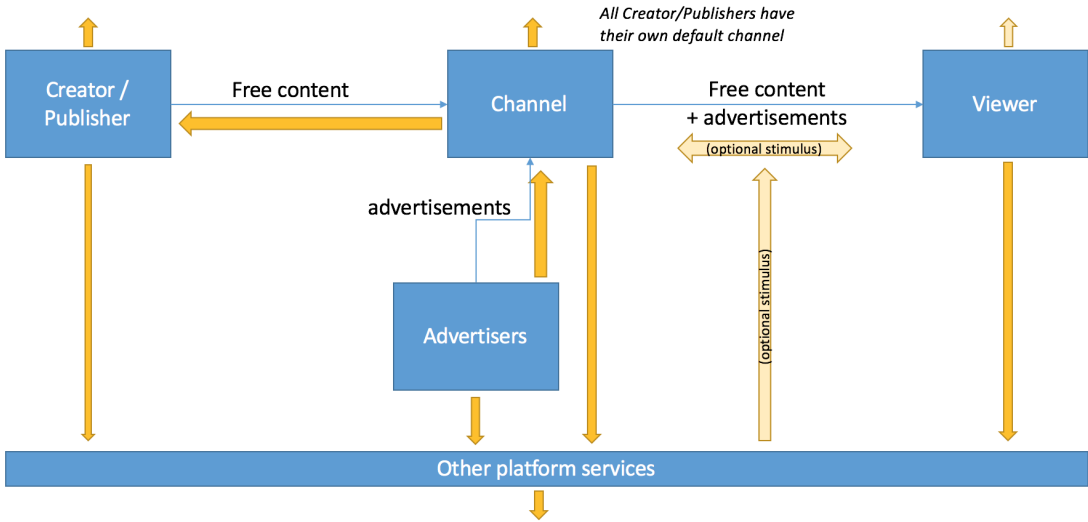 All Creator/Publishers have
their own default channel
Creator /
Publisher
Free content
Channel
Free content
+ advertisements
(optional stimulus)
Viewer
advertisements
(optional stimulus)
Advertisers
Other platform services